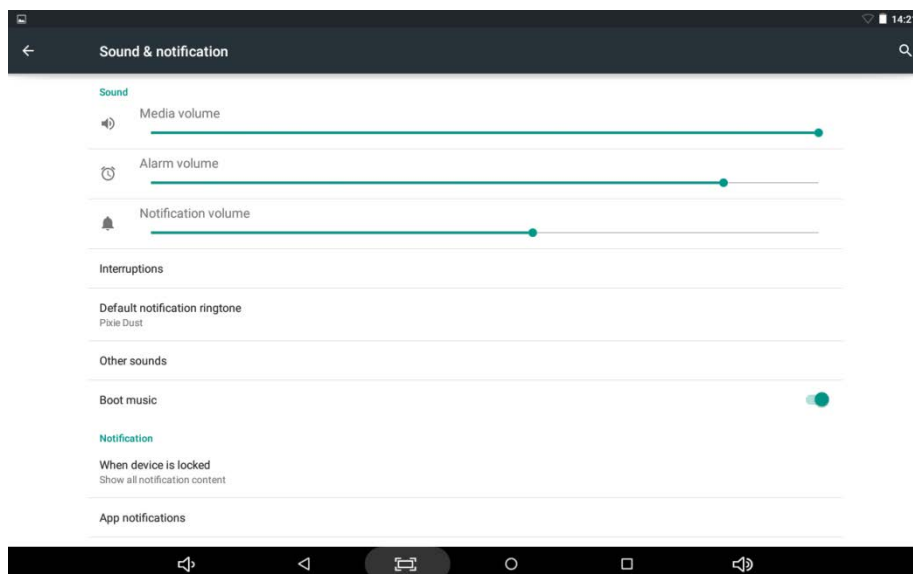 14:2
Sound & notification
Sound
Media volume
Alarm volume
Notification volume
Interruptions
Default notification ringtone
Pixie Dust
Other sounds
Boot music
Notification
When device is locked
Show all notification content
App notifications